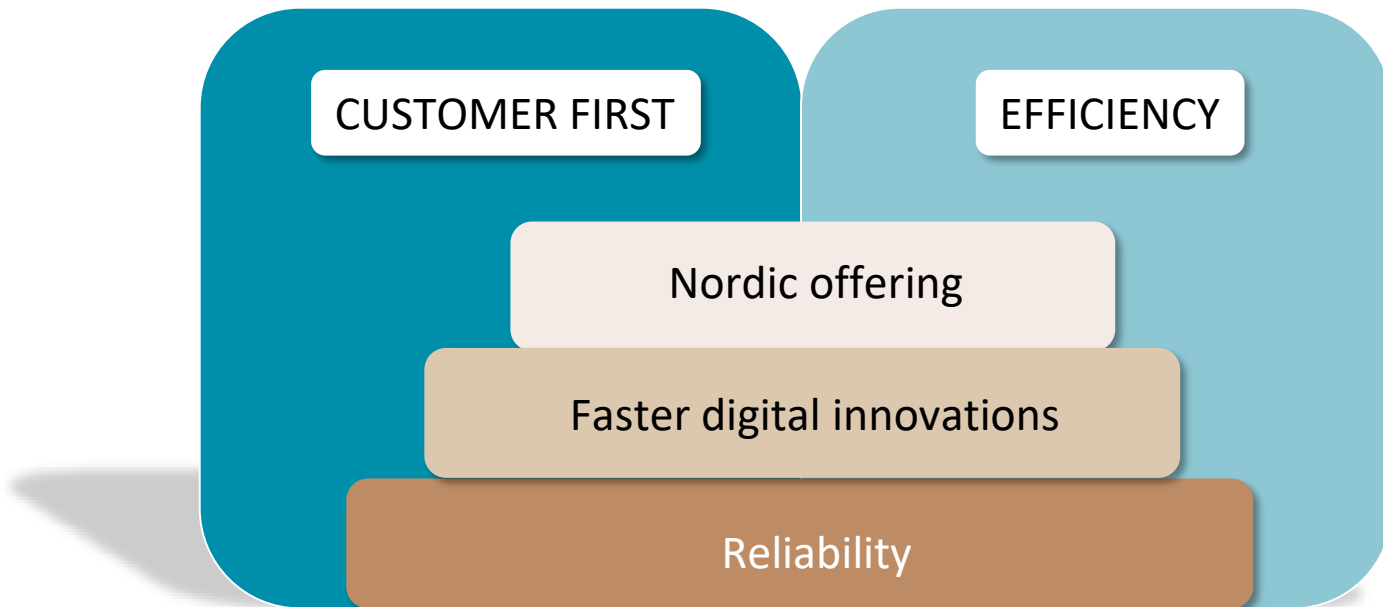 CUSTOMER FIRST
EFFICIENCY
Nordic offering
Faster digital innovations
Reliability